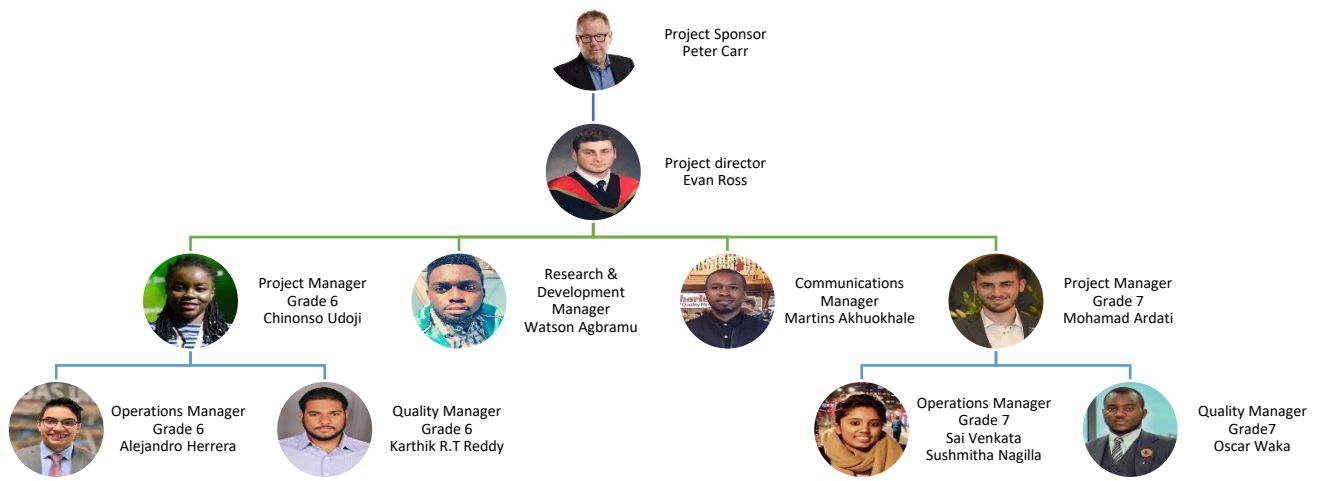 Project Sponsor
Peter Carr
Project director
Evan Ross
Project Manager
Grade 6
Chinonso Udoji
Research &
Development
Manager
Watson Agbramu
Communications
Manager
Martins Akhuokhale
Project Manager
Grade 7
Mohamad Ardati
Operations Manager
Grade 6
Alejandro Herrera
Quality Manager
Grade 6
Karthik R.T Reddy
Operations Manager
Grade 7
Sai Venkata
Sushmitha Nagilla
Quality Manager
Grade7
Oscar Waka